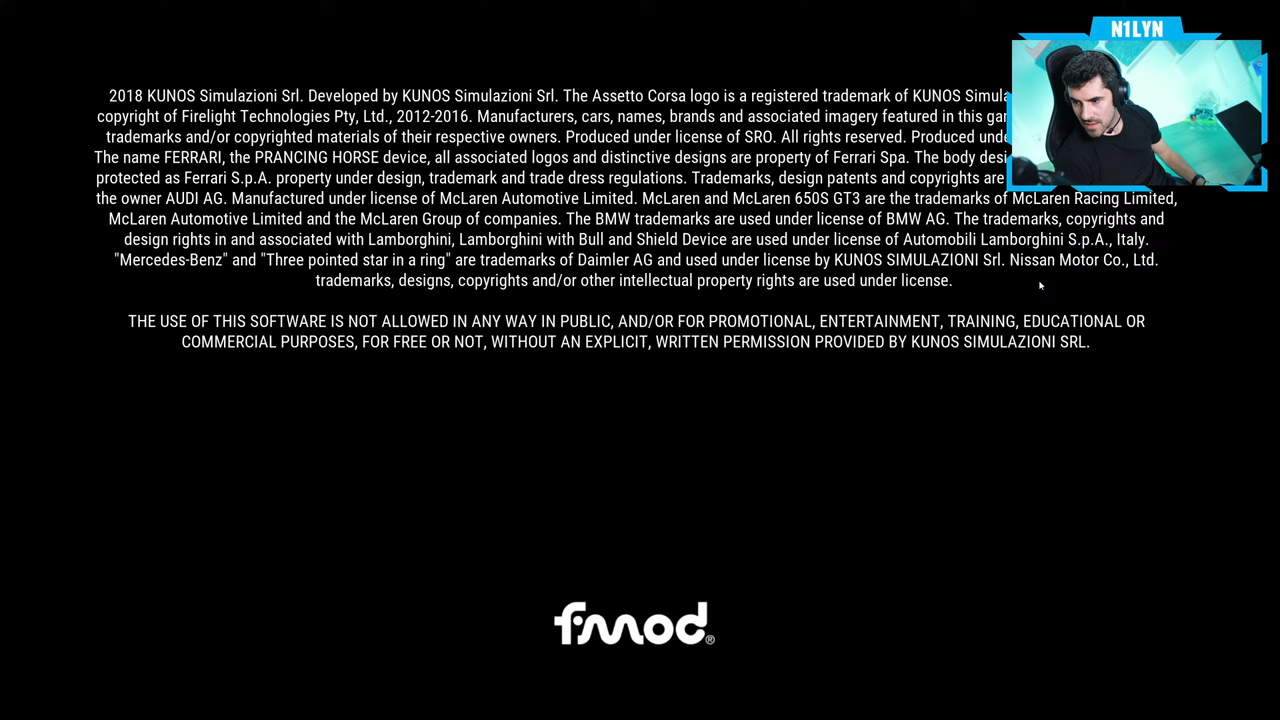 N1LYN
2018 KUNOS Simulazioni Srl. Developed by KUNOS Simulazioni Srl. The Assetto Corsa logo is a registered trademark of KUNOS
copyright of Firelight Technologies Pty, Ltd., 2012-2016. Manufacturers, cars, names, brands and associated imagery featured in this
trademarks and/or copyrighted materials of their respective owners. Produced under license of SRO. All rights reserved. Produced
The name FERRARI, the PRANCING HORSE device, all associated logos and distinctive designs are property of Ferrari Spa. The body
protected as Ferrari S.p.A. property under design, trademark and trade dress regulations. Trademarks, design patents and copyrights are
the owner AUDI AG. Manufactured under license of McLaren Automotive Limited. McLaren and McLaren 650S GT3 are the trademarks of McLaren Racing Limited,
McLaren Automotive Limited and the McLaren Group of companies. The BMW trademarks are used under license of BMW AG. The trademarks, copyrights and
design rights in and associated with Lamborghini, Lamborghini with Bull and Shield Device are used under license of Automobili Lamborghini S.p.A., Italy.
"Mercedes-Benz" and "Three pointed star in a ring" are trademarks of Daimler AG and used under license by KUNOS SIMULAZIONI Srl. Nissan Motor Co., Ltd.
trademarks, designs, copyrights and/or other intellectual property rights are used under license.
THE USE OF THIS SOFTWARE IS NOT ALLOWED IN ANY WAY IN PUBLIC, AND/OR FOR PROMOTIONAL, ENTERTAINMENT, TRAINING, EDUCATIONAL OR
COMMERCIAL PURPOSES, FOR FREE OR NOT, WITHOUT AN EXPLICIT, WRITTEN PERMISSION PROVIDED BY KUNOS SIMULAZIONI SRL.
fmod®